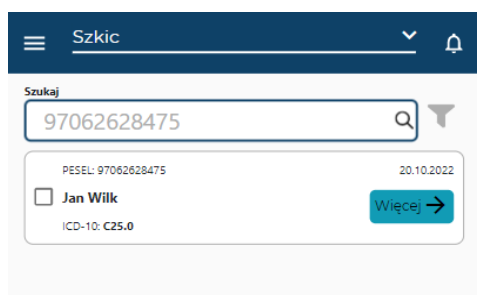 Szkic
Szukaj
97062628475
PESEL: 97062628475
20.10.2022
Jan Wilk
Więcej
ICD-10: C25.0